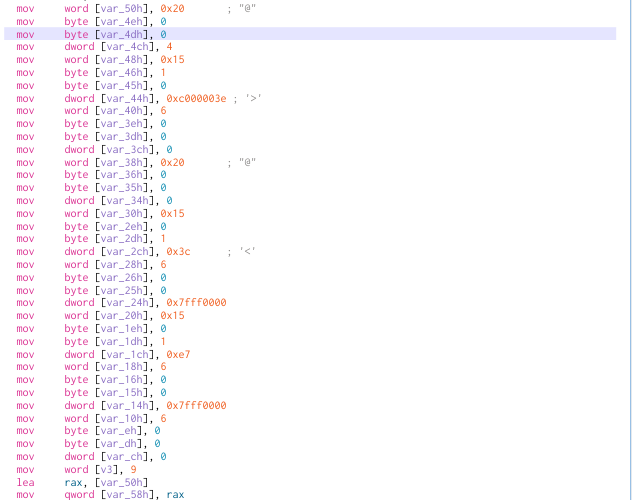 mov word [var_50h], 0x20 ; "@"
mov byte [var_4eh], 0
mov byte [var_4dh], 0
mov dword [var_4ch], 4
mov word [var_48h], 0x15
mov byte [var_46h], 1
mov byte [var_45h], 0
mov dword [var_44h], 0xc000003e ; '>'
mov word [var_40h], 6
mov byte [var_3eh], 0
mov byte [var_3dh], 0
mov dword [var_3ch], 0
mov word [var_38h], 0x20 ; "@"
mov byte [var_36h], 0
mov byte [var_35h], 0
mov dword [var_34h], 0
mov word [var_30h], 0x15
mov byte [var_2eh], 0
mov byte [var_2dh], 1
mov dword [var_2ch], 0x3c ; '<'
mov word [var_28h], 6
mov byte [var_26h], 0
mov byte [var_25h], 0
mov dword [var_24h], 0x7fff0000
mov word [var_20h], 0x15
mov byte [var_1eh], 0
mov byte [var_1dh], 1
mov dword [var_1ch], 0xe7
mov word [var_18h], 6
mov byte [var_16h], 0
mov byte [var_15h], 0
mov dword [var_14h], 0x7fff0000
mov word [var_10h], 6
mov byte [var_eh], 0
mov byte [var_dh], 0
mov dword [var_ch], 0
mov word [v3], 9
lea rax, [var_50h]
mov qword [var_58h], rax